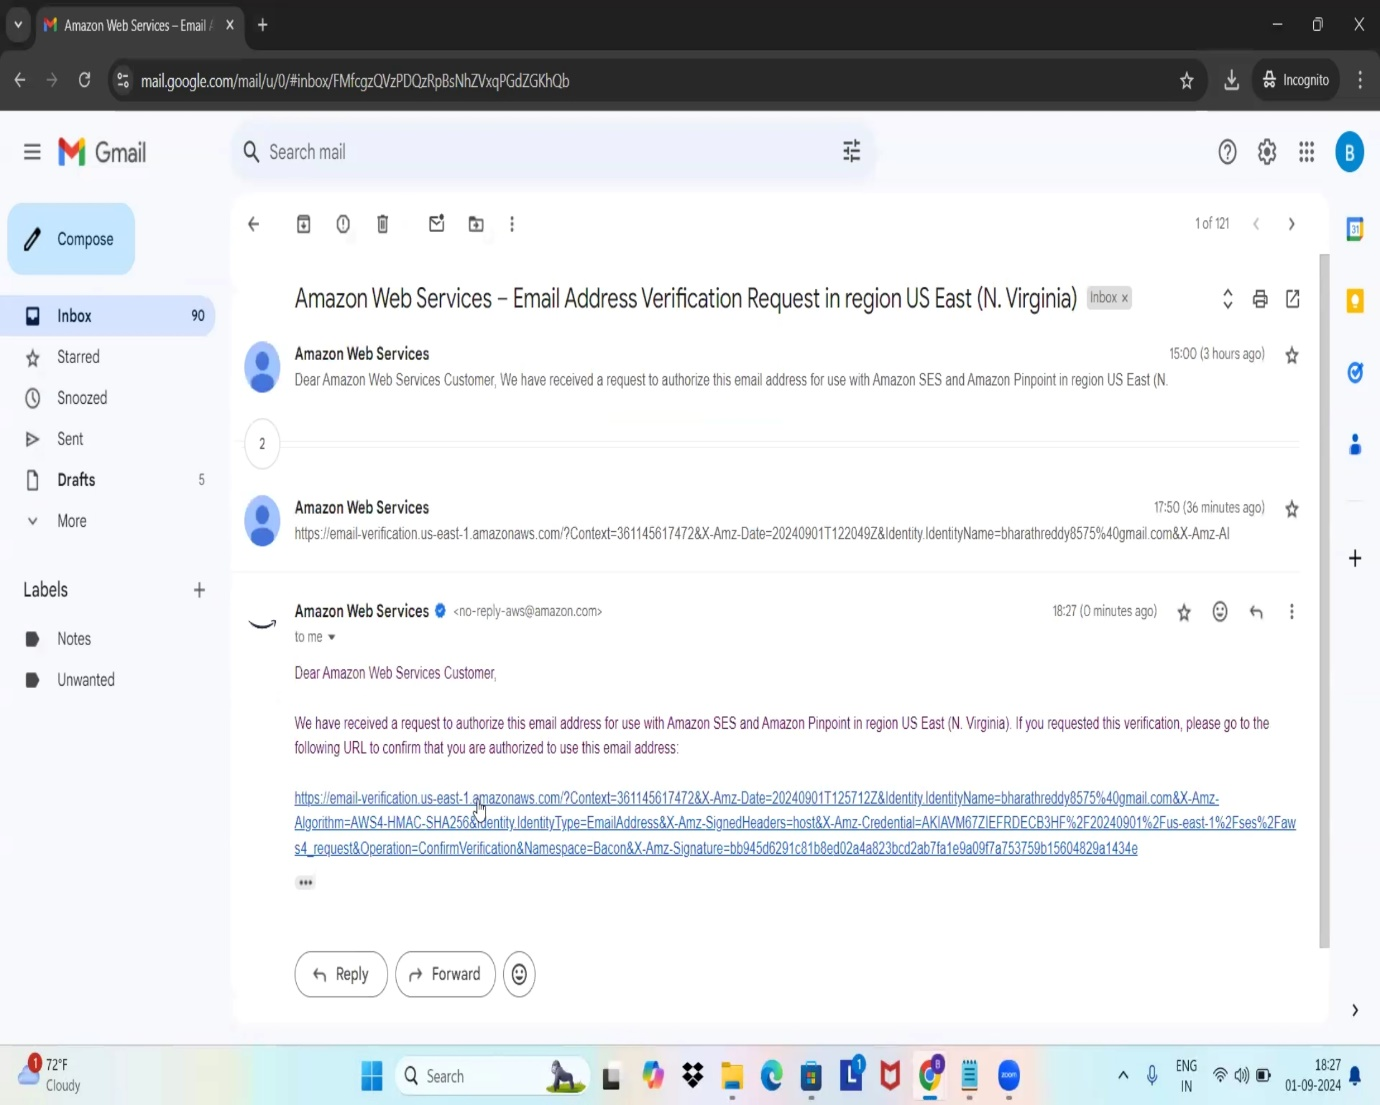 Amazon Web Services – Email A
mail.google.com/mail/u/0/#inbox/FMfcgzQVzPDQzRpBsNhZVxqPGdZGKhQb
Incognito
Gmail
Search mail
B
Compose
1 of 121
31
Inbox 90
Starred
Snoozed
Sent
Drafts 5
More
Labels
Notes
Unwanted
Amazon Web Services – Email Address Verification Request in region US East (N. Virginia) Inbox x
Amazon Web Services 15:00 (3 hours ago)
Dear Amazon Web Services Customer, We have received a request to authorize this email address for use with Amazon SES and Amazon Pinpoint in region US East (N.
2
Amazon Web Services 17:50 (36 minutes ago)
https://email-verification.us-east-1.amazonaws.com/?Context=361145617472&X-Amz-Date=20240901T122049Z&Identity.IdentityName=bharathreddy8575%40gmail.com&X-Amz-Al
Amazon Web Services <no-reply-aws@amazon.com> 18:27 (0 minutes ago)
to me
Dear Amazon Web Services Customer,
We have received a request to authorize this email address for use with Amazon SES and Amazon Pinpoint in region US East (N. Virginia). If you requested this verification, please go to the
following URL to confirm that you are authorized to use this email address:
https://email-verification.us-east-1.amazonaws.com/?Context=361145617472&X-Amz-Date=20240901T125712Z&Identity.IdentityName=bharathreddy8575%40gmail.com&X-Amz-
Algorithm=AWS4-HMAC-SHA256&Identity.IdentityType=EmailAddress&X-Amz-SignedHeaders=host&X-Amz-Credential=AKIAVM67ZIEFRDECB3HF%2F20240901%2Fus-east-1%2Fses%2Faw
s4_request&Operation=ConfirmVerification&Namespace=Bacon&X-Amz-Signature=bb945d6291c81b8ed02a4a823bcd2ab7fa1e9a09f7a753759b15604829a1434e
Reply
Forward
1
72°F
Cloudy
Search
L
1
B
zoom
ENG
IN
18:27
01-09-2024